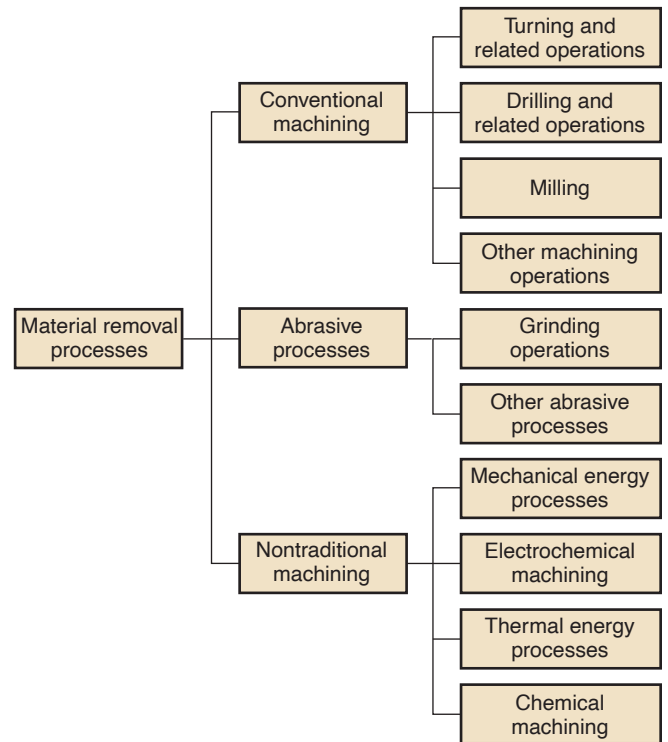 Turning and
related operations
Conventional
machining
Drilling and
related operations
Milling
Other machining
operations
Material removal
processes
Abrasive
processes
Grinding
operations
Other abrasive
processes
Mechanical energy
processes
Nontraditional
machining
Electrochemical
machining
Thermal energy
processes
Chemical
machining